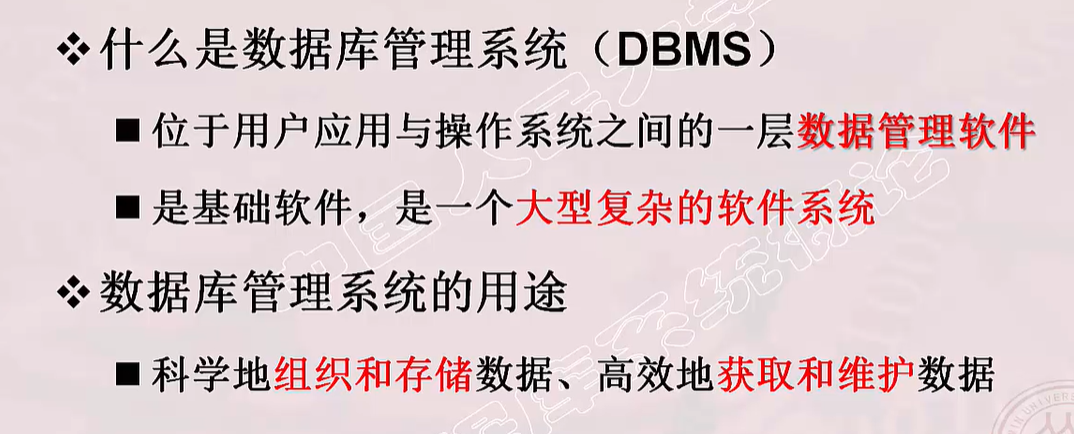 ❖什么是数据库管理系统（DBMS）
■位于用户应用与操作系统之间的一层数据管理软件
■是基础软件，是一个大型复杂的软件系统
❖数据库管理系统的用途
■科学地组织和存储数据、高效地获取和维护数据